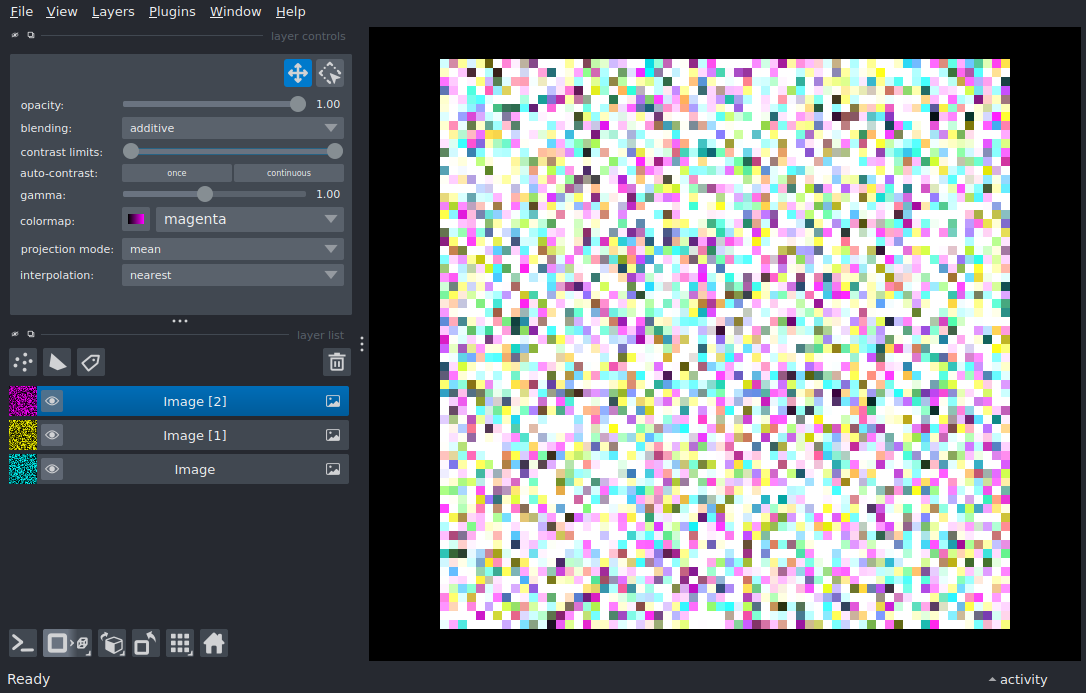 File View Layers Plugins Window Help
layer controls
opacity: 1.00
blending: additive
contrast limits:
auto-contrast: once continuous
gamma: 1.00
colormap: magenta
projection mode: mean
interpolation: nearest
layer list
Image [2]
Image [1]
Image
Ready
activity